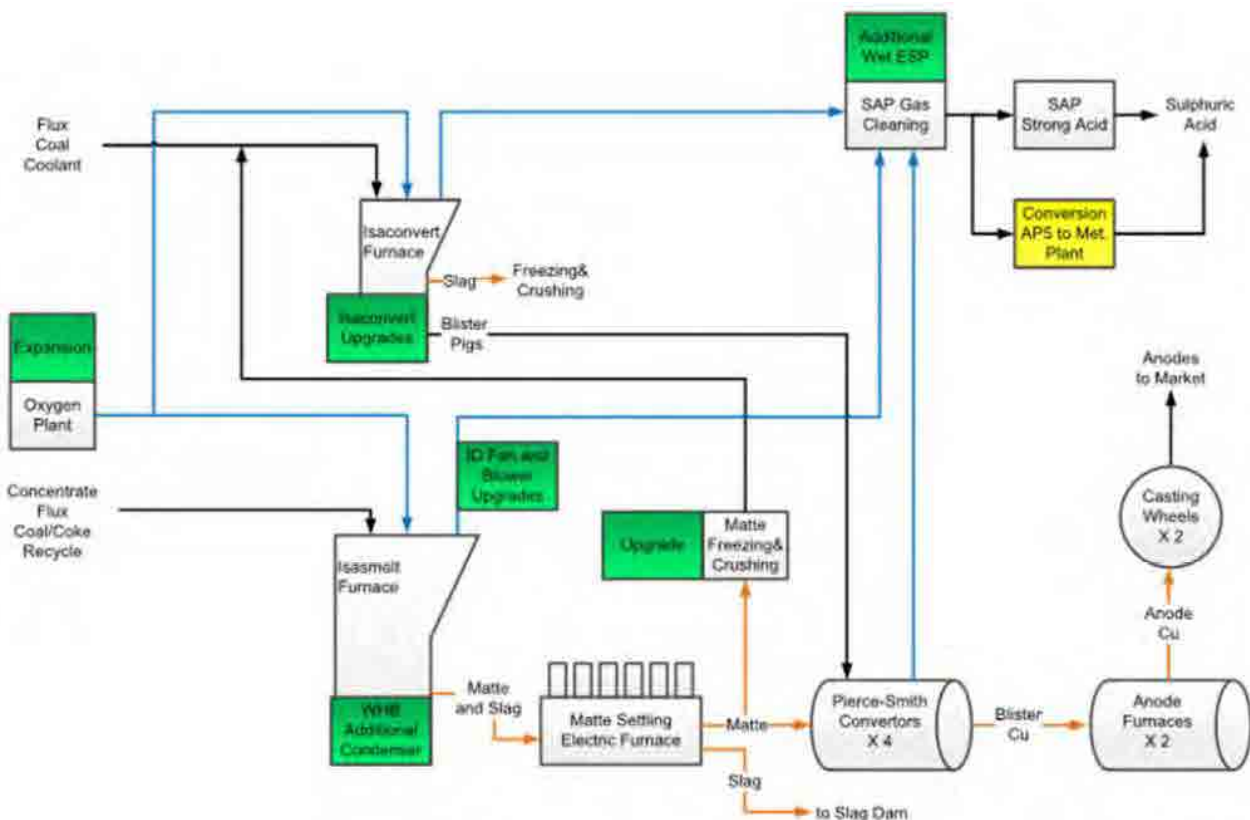 Additional
Wet ESP
SAP Gas
Cleaning
SAP
Strong Acid
Sulphuric
Acid
Flux
Coal
Coolant
Conversion
APS to Met.
Plant
Isaconvert
Furnace
Slag
Freezing&
Crushing
Isaconvert
Upgrades
Blister
Pigs
Expansion
Oxygen
Plant
Anodes
to Market
ID Fan and
Blower
Upgrades
Concentrate
Flux
Coal/Coke
Recycle
Casting
Wheels
X 2
Upgrade
Matte
Freezing&
Crushing
Isasmolt
Furnace
Anode
Cu
Matte
and Slag
WHB
Additional
Condenser
Matte Settling
Electric Furnace
Matte
Pierce-Smith
Convertors
X 4
Blister
Cu
Anode
Furnaces
X 2
Slag
to Slag Dam